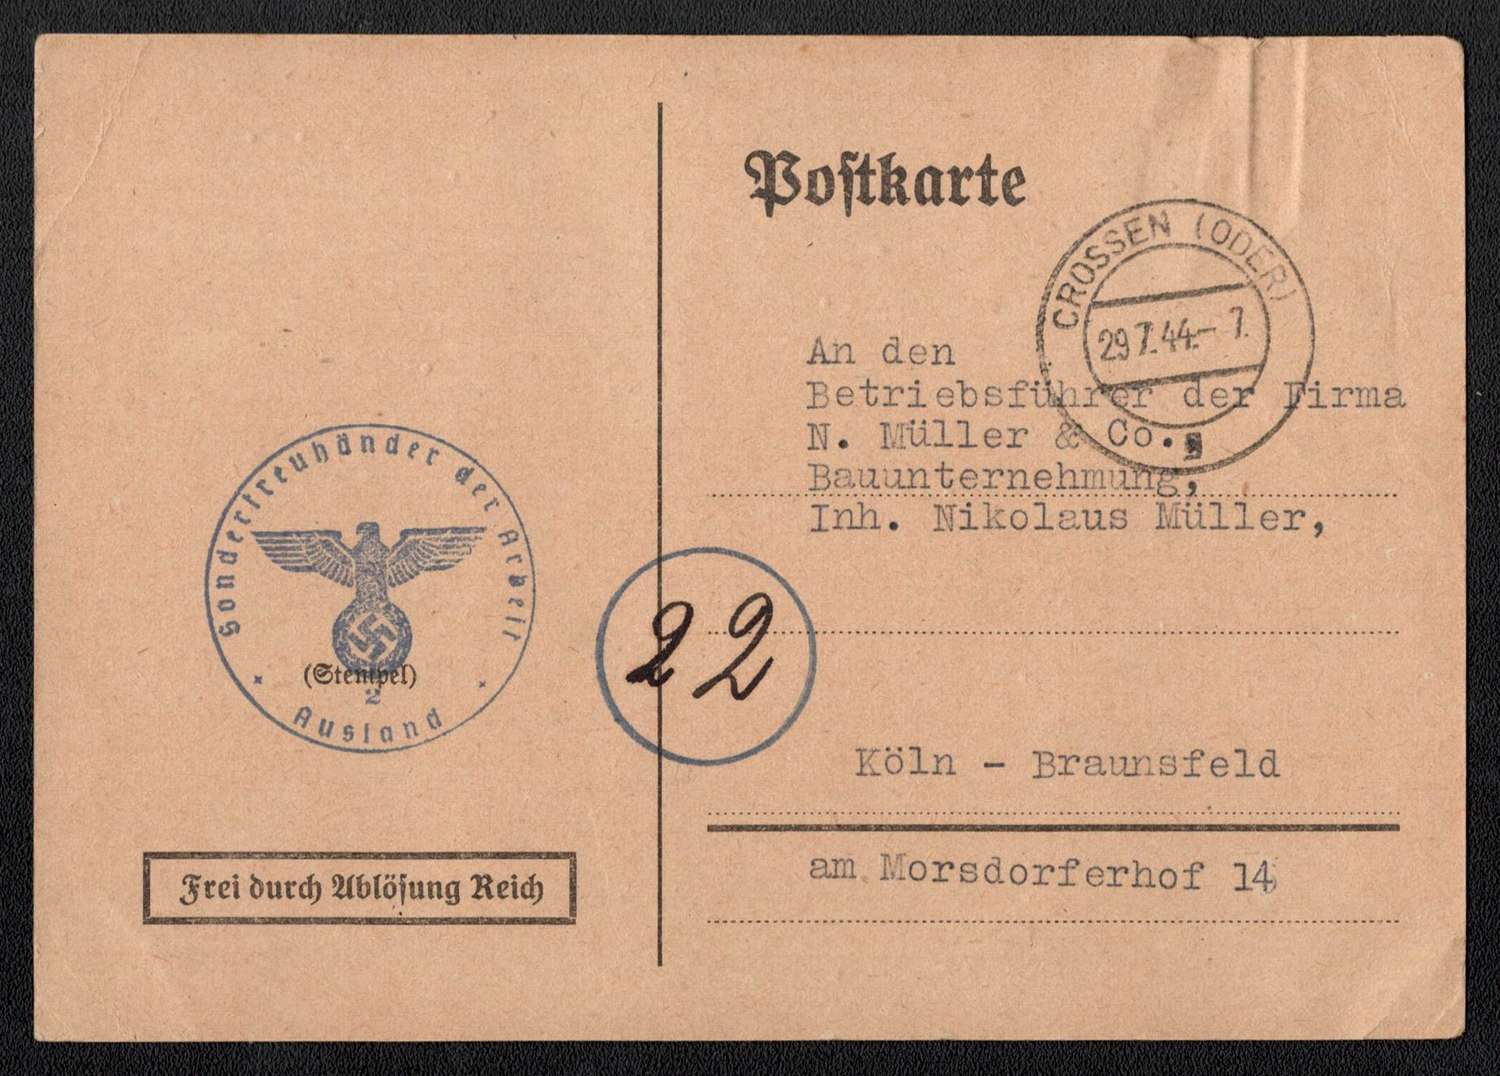 Postkarte
CROSSEN (ODER)
29.7.44.- 7.
An den
Betriebsführer der Firma
N. Müller & Co.
Bauunternehmung,
Inh. Nikolaus Müller,
Sondertreuhänder der Arbeit
(Stempel)
2
Ausland
22
Köln - Braunsfeld
Frei durch Ablösung Reich
am Morsdorferhof 14